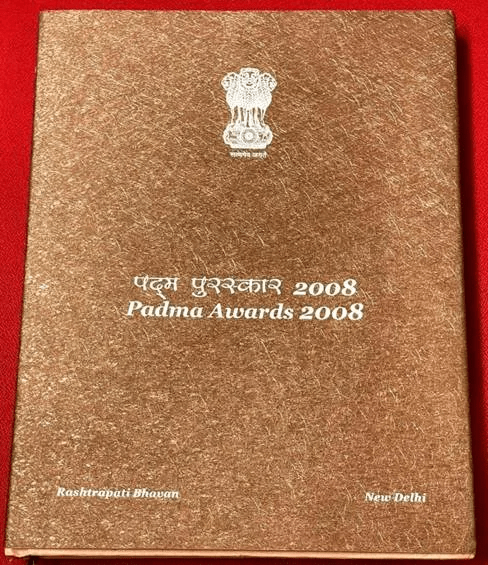 सत्यमेव जयते
पद्म पुरस्कार 2008
Padma Awards 2008
Rashtrapati Bhavan New Delhi